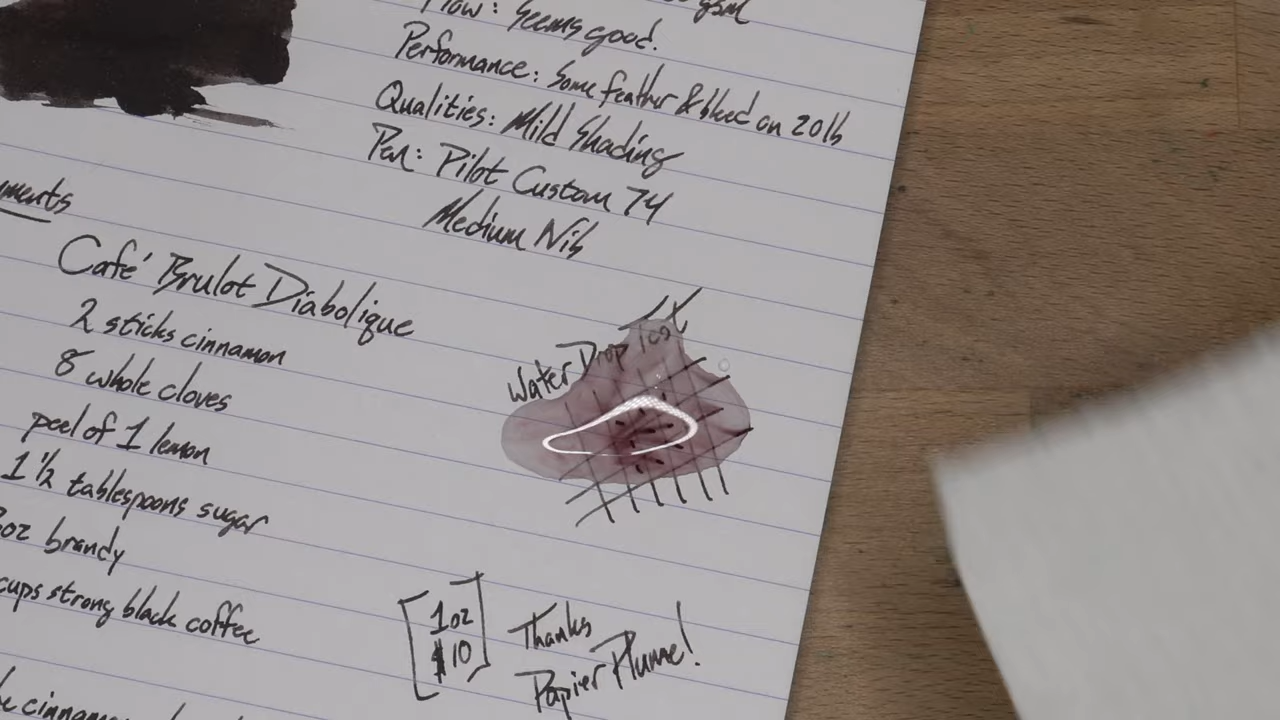 gsm
Flow: Seems good.
Performance: Some feather & bleed on 20lb
Qualities: Mild Shading
Pen: Pilot Custom 74
Medium Nib
Café Brulot Diabolique
2 sticks cinnamon
8 whole cloves
peel of 1 lemon
1 1/2 tablespoons sugar
oz brandy
cups strong black coffee
Water Drop Test
1oz
$10
Thanks
Papier Plume!